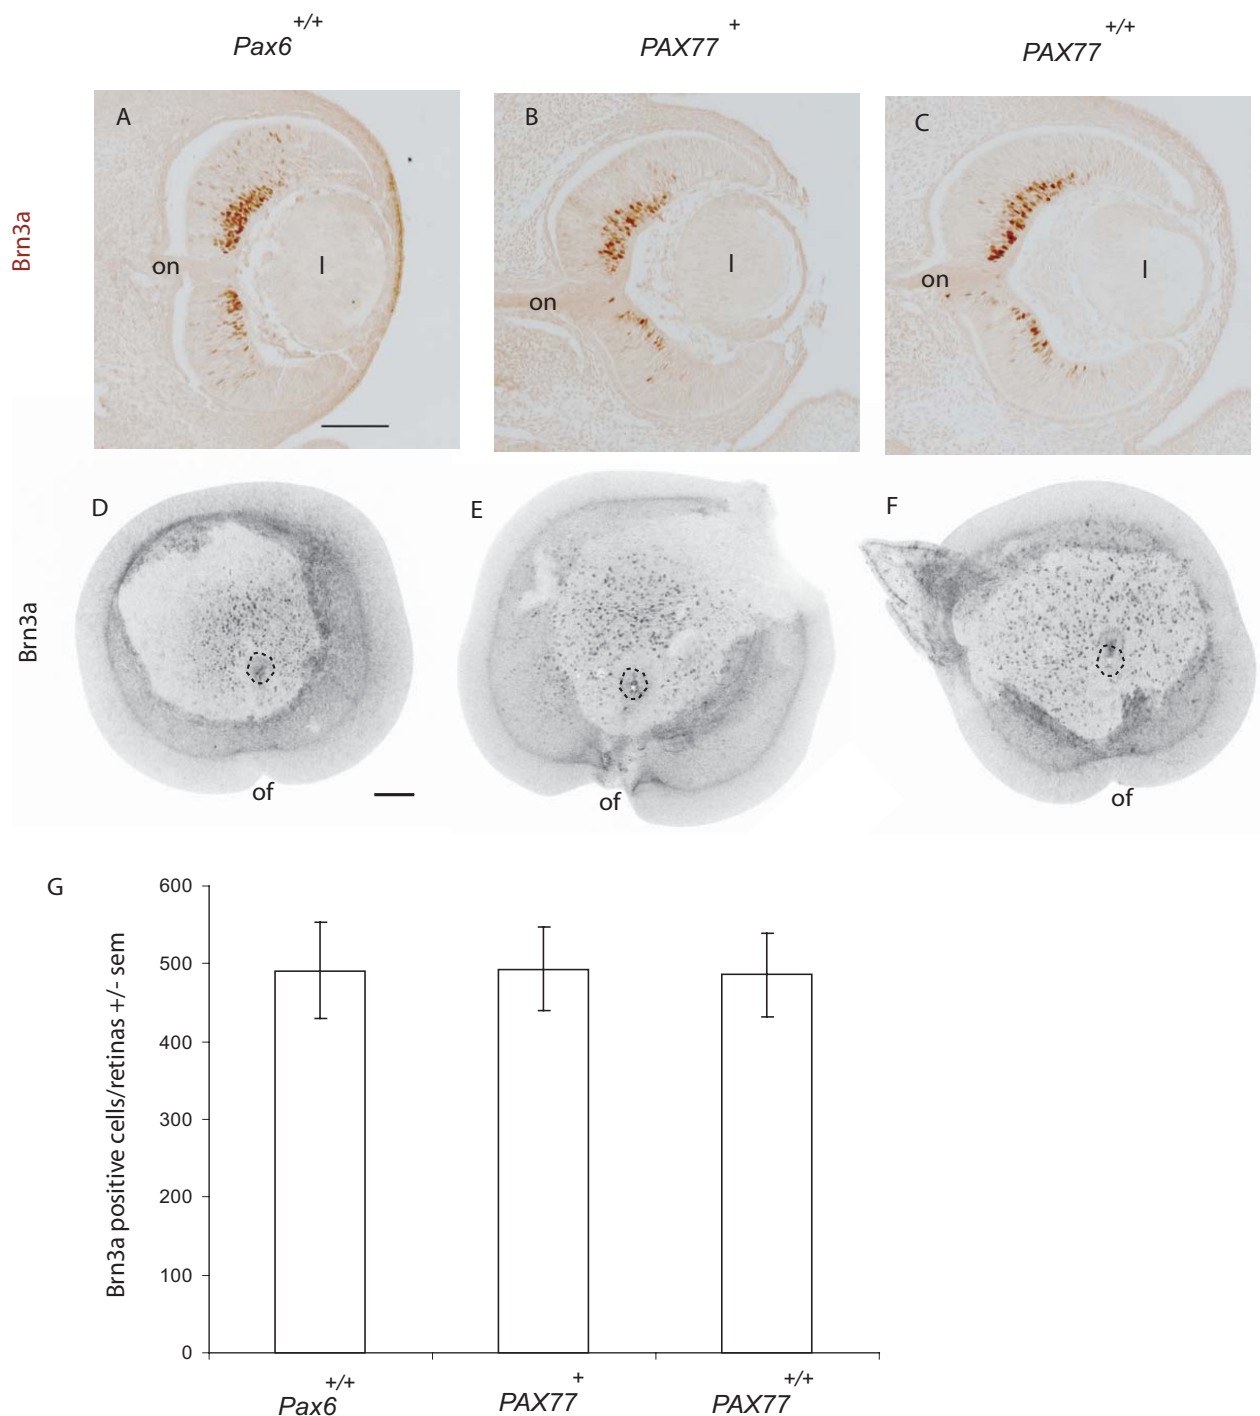 Pax6 +/+
PAX77 +
PAX77 +/+
Brn3a
A
on
l
B
on
l
C
on
l
Brn3a
D
of
E
of
F
of
G
Brn3a positive cells/retinas +/- sem
600
500
400
300
200
100
0
Pax6 +/+
PAX77 +
PAX77 +/+